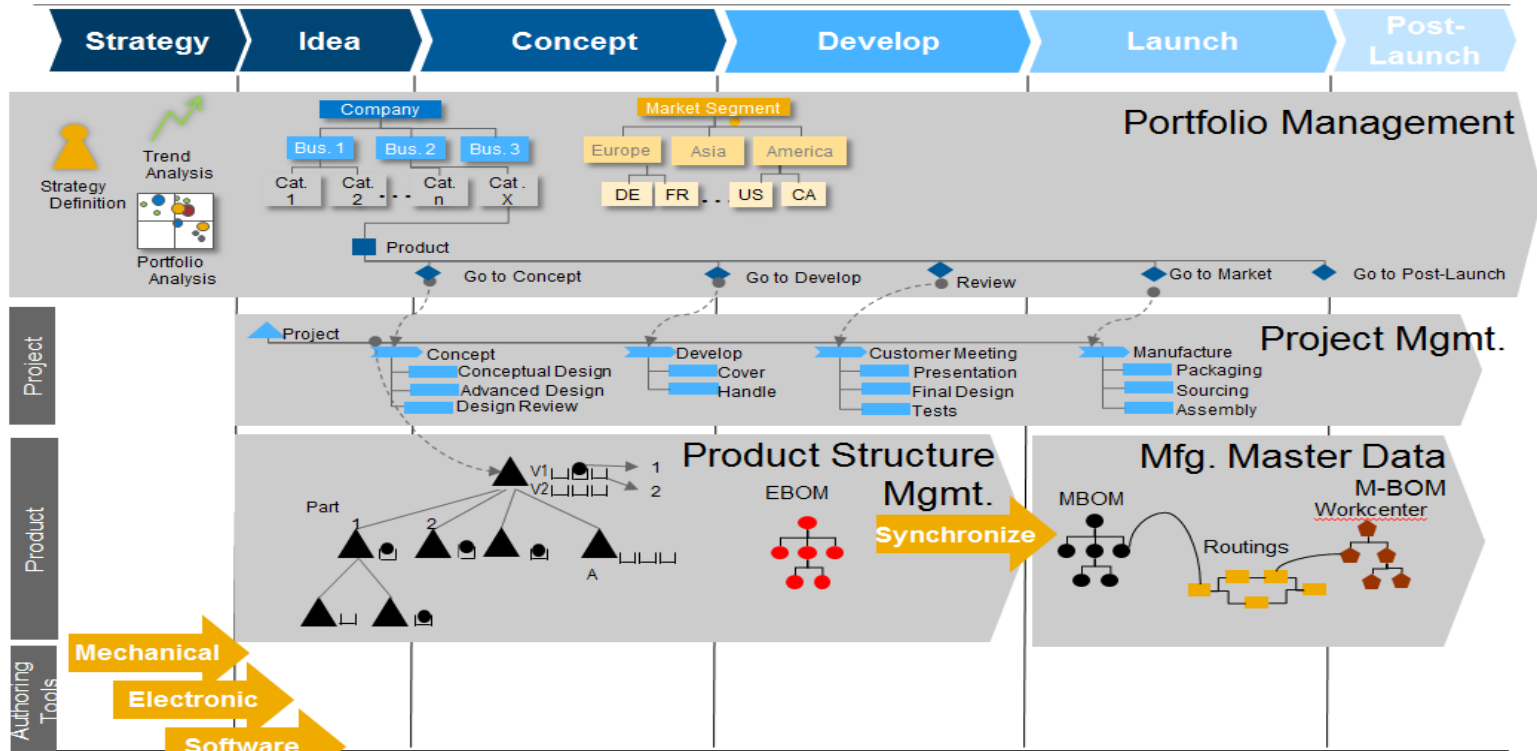 Strategy
Idea
Concept
Develop
Launch
Post-
Launch
Portfolio Management
Strategy
Definition
Trend
Analysis
Portfolio
Analysis
Company
Bus. 1
Bus. 2
Bus. 3
Cat.
1
Cat.
2
...
Cat.
n
Cat .
X
Market Segment
Europe
Asia
America
DE
FR
...
US
CA
Product
Go to Concept
Go to Develop
Review
Go to Market
Go to Post-Launch
Project
Project Mgmt.
Project
Concept
Conceptual Design
Advanced Design
Design Review
Develop
Cover
Handle
Customer Meeting
Presentation
Final Design
Tests
Manufacture
Packaging
Sourcing
Assembly
Product
Product Structure
Mgmt.
V1
1
V2
2
Part
1
2
A
EBOM
Synchronize
Mfg. Master Data
MBOM
M-BOM
Workcenter
Routings
Authoring
Tools
Mechanical
Electronic
Software